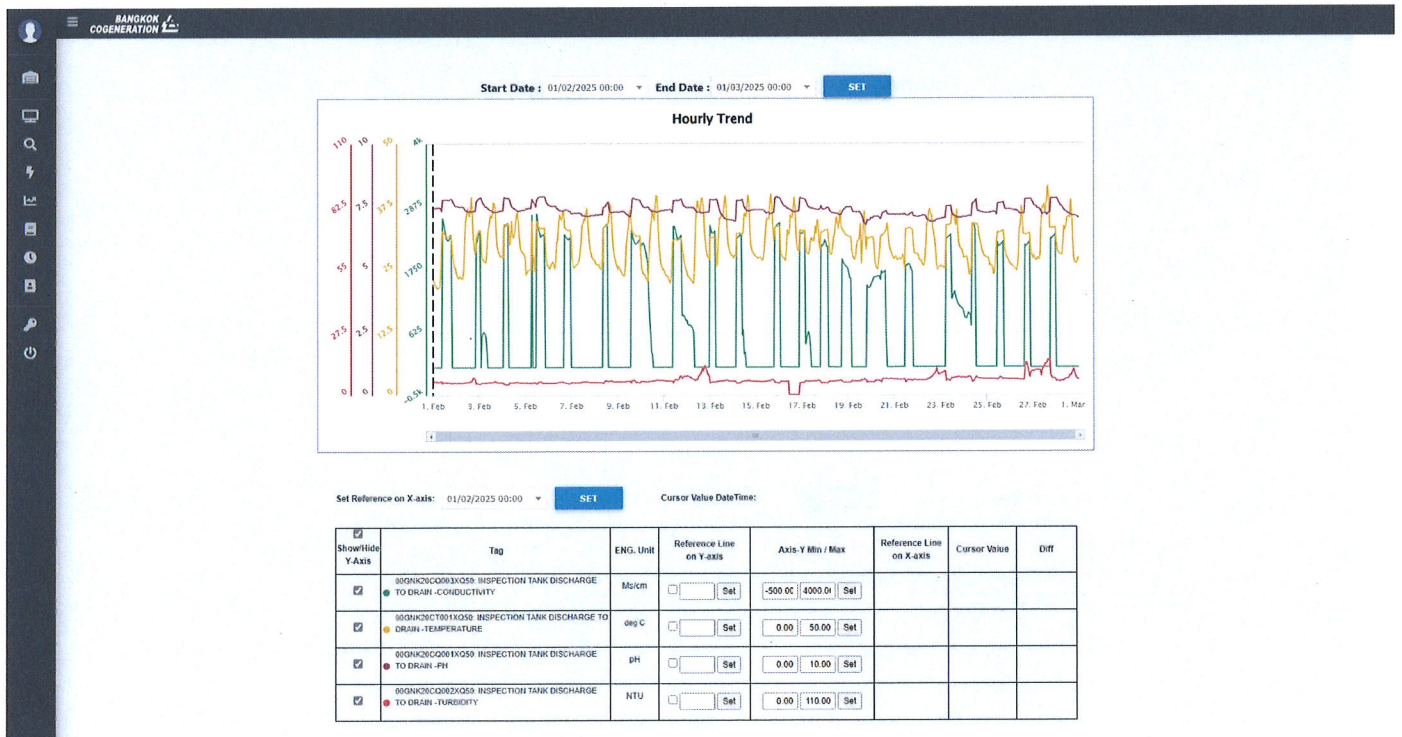 BANGKOK
COGENERATION
Start Date : 01/02/2025 00:00 End Date : 01/03/2025 00:00 SET
Hourly Trend
110 10 50 4k
82.5 7.5 37.5 2875
55 5 25 1750
27.5 2.5 12.5 625
0 0 0 -0.5k
1. Feb 3. Feb 5. Feb 7. Feb 9. Feb 11. Feb 13. Feb 15. Feb 17. Feb 19. Feb 21. Feb 23. Feb 25. Feb 27. Feb 1. Mar
Set Reference on X-axis: 01/02/2025 00:00 SET Cursor Value DateTime:
Show/Hide Y-Axis Tag ENG. Unit Reference Line on Y-axis Axis-Y Min / Max Reference Line on X-axis Cursor Value Diff
00GNK20CQ003XQ50: INSPECTION TANK DISCHARGE
TO DRAIN -CONDUCTIVITY Ms/cm Set -500.00 4000.0 Set
00GNK20CT001XQ50: INSPECTION TANK DISCHARGE TO
DRAIN -TEMPERATURE deg C Set 0.00 50.00 Set
00GNK20CQ001XQ50: INSPECTION TANK DISCHARGE
TO DRAIN -PH pH Set 0.00 10.00 Set
00GNK20CQ002XQ50: INSPECTION TANK DISCHARGE
TO DRAIN -TURBIDITY NTU Set 0.00 110.00 Set